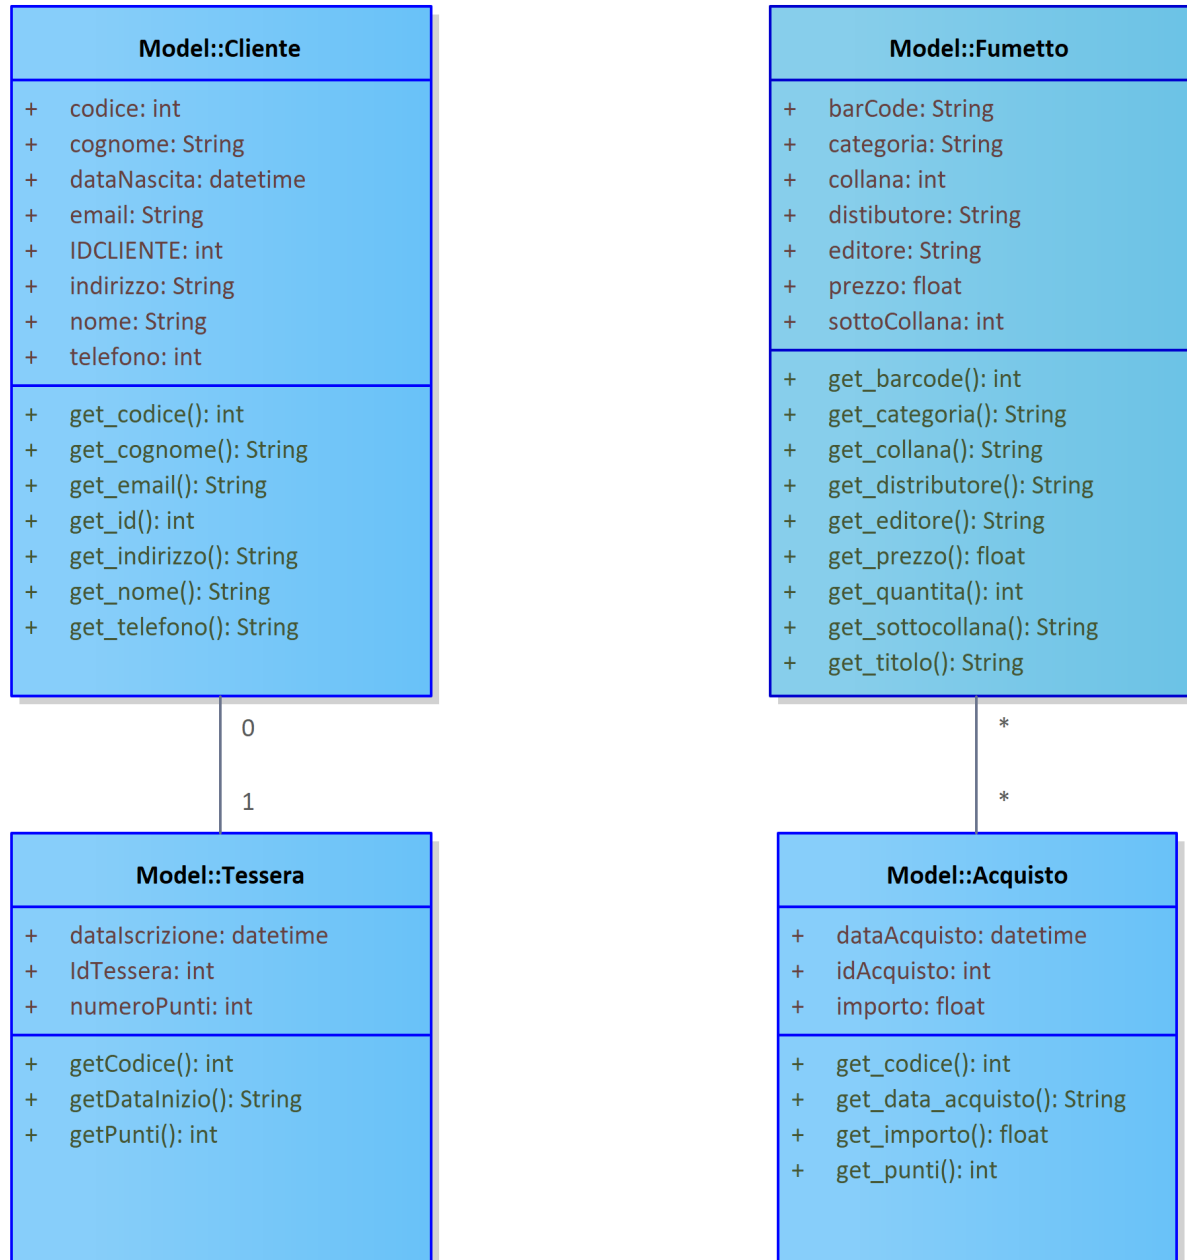 Model::Cliente
+ codice: int
+ cognome: String
+ dataNascita: datetime
+ email: String
+ IDCLIENTE: int
+ indirizzo: String
+ nome: String
+ telefono: int
+ get_codice(): int
+ get_cognome(): String
+ get_email(): String
+ get_id(): int
+ get_indirizzo(): String
+ get_nome(): String
+ get_telefono(): String
0
1
Model::Tessera
+ dataIscrizione: datetime
+ IdTessera: int
+ numeroPunti: int
+ getCodice(): int
+ getDataInizio(): String
+ getPunti(): int
Model::Fumetto
+ barCode: String
+ categoria: String
+ collana: int
+ distibutore: String
+ editore: String
+ prezzo: float
+ sottoCollana: int
+ get_barcode(): int
+ get_categoria(): String
+ get_collana(): String
+ get_distributore(): String
+ get_editore(): String
+ get_prezzo(): float
+ get_quantita(): int
+ get_sottocollana(): String
+ get_titolo(): String
*
*
Model::Acquisto
+ dataAcquisto: datetime
+ idAcquisto: int
+ importo: float
+ get_codice(): int
+ get_data_acquisto(): String
+ get_importo(): float
+ get_punti(): int